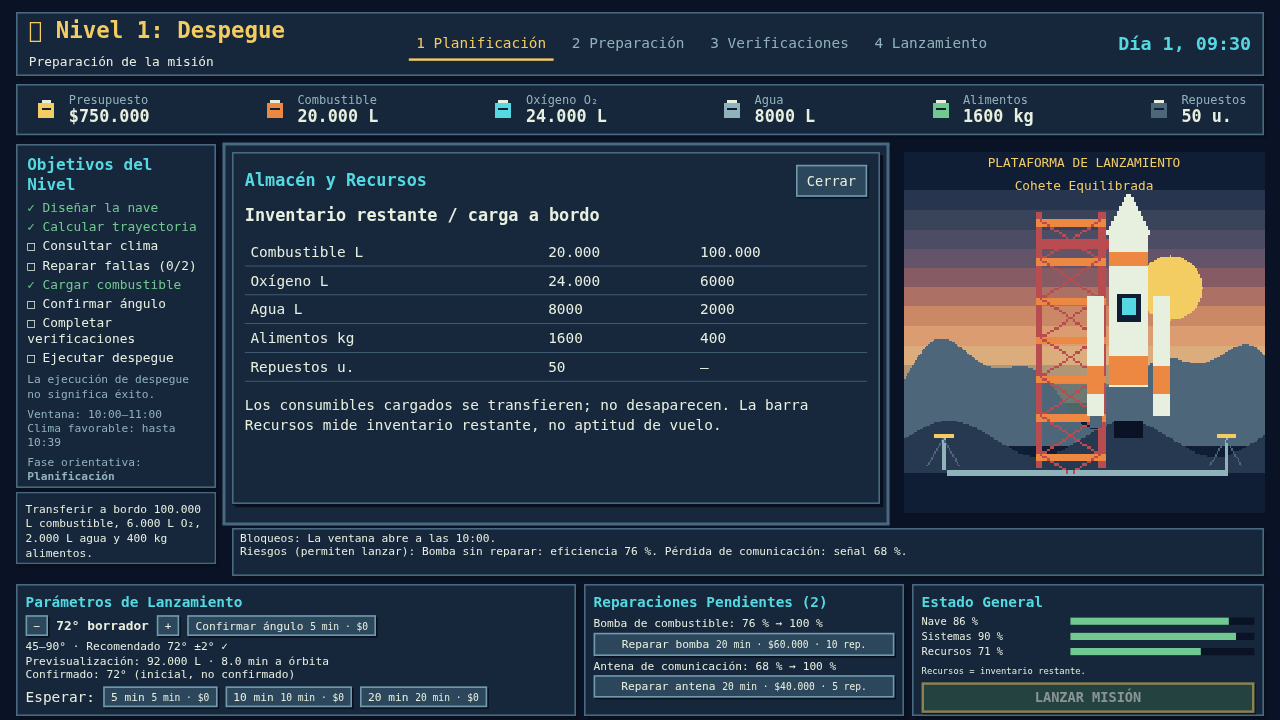 Nivel 1: Despegue
Preparación de la misión
1 Planificación
2 Preparación
3 Verificaciones
4 Lanzamiento
Día 1, 09:30
Presupuesto
$750.000
Combustible
20.000 L
Oxígeno O₂
24.000 L
Agua
8000 L
Alimentos
1600 kg
Repuestos
50 u.
Objetivos del
Nivel
✓ Diseñar la nave
✓ Calcular trayectoria
□ Consultar clima
□ Reparar fallas (0/2)
✓ Cargar combustible
□ Confirmar ángulo
□ Completar
verificaciones
□ Ejecutar despegue
La ejecución de despegue
no significa éxito.
Ventana: 10:00–11:00
Clima favorable: hasta
10:39
Fase orientativa:
Planificación
Transferir a bordo 100.000
L combustible, 6.000 L O₂,
2.000 L agua y 400 kg
alimentos.
Almacén y Recursos
Cerrar
Inventario restante / carga a bordo
Combustible L 20.000 100.000
Oxígeno L 24.000 6000
Agua L 8000 2000
Alimentos kg 1600 400
Repuestos u. 50 —
Los consumibles cargados se transfieren; no desaparecen. La barra
Recursos mide inventario restante, no aptitud de vuelo.
PLATAFORMA DE LANZAMIENTO
Cohete Equilibrada
Bloqueos: La ventana abre a las 10:00.
Riesgos (permiten lanzar): Bomba sin reparar: eficiencia 76 %. Pérdida de comunicación: señal 68 %.
Parámetros de Lanzamiento
− 72° borrador + Confirmar ángulo 5 min · $0
45–90° · Recomendado 72° ±2° ✓
Previsualización: 92.000 L · 8.0 min a órbita
Confirmado: 72° (inicial, no confirmado)
Esperar: 5 min 5 min · $0 10 min 10 min · $0 20 min 20 min · $0
Reparaciones Pendientes (2)
Bomba de combustible: 76 % → 100 %
Reparar bomba 20 min · $60.000 · 10 rep.
Antena de comunicación: 68 % → 100 %
Reparar antena 20 min · $40.000 · 5 rep.
Estado General
Nave 86 %
Sistemas 90 %
Recursos 71 %
Recursos = inventario restante.
LANZAR MISIÓN